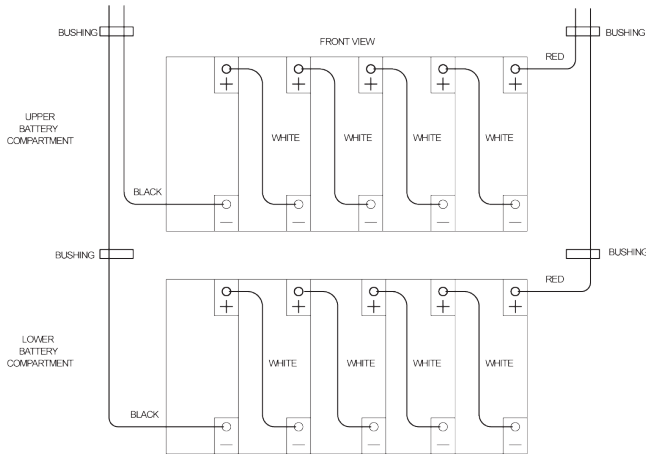 BUSHING
BUSHING
FRONT VIEW
RED
+ + + + +
UPPER
BATTERY
COMPARTMENT
WHITE WHITE WHITE WHITE
BLACK
— — — — —
BUSHING
BUSHING
RED
+ + + + +
LOWER
BATTERY
COMPARTMENT
WHITE WHITE WHITE WHITE
BLACK
— — — — —